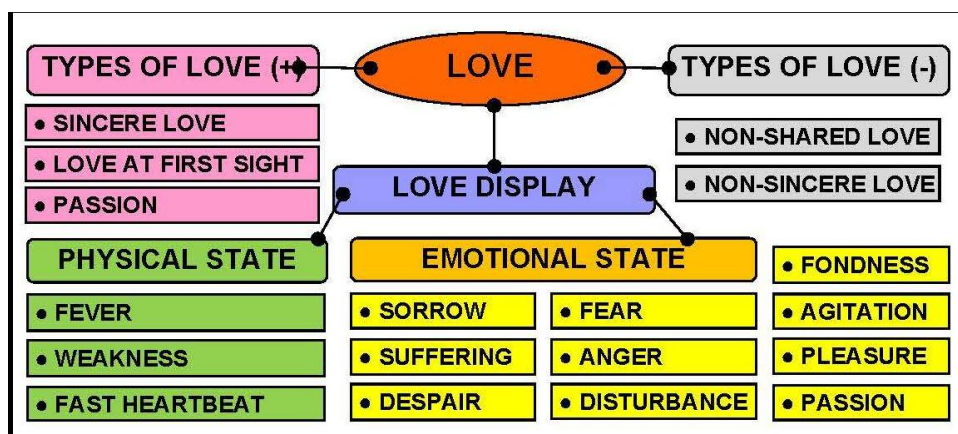 TYPES OF LOVE (+)
LOVE
TYPES OF LOVE (-)
• SINCERE LOVE
• LOVE AT FIRST SIGHT
• PASSION
• NON-SHARED LOVE
• NON-SINCERE LOVE
LOVE DISPLAY
PHYSICAL STATE
• FEVER
• WEAKNESS
• FAST HEARTBEAT
EMOTIONAL STATE
• SORROW
• SUFFERING
• DESPAIR
• FEAR
• ANGER
• DISTURBANCE
• FONDNESS
• AGITATION
• PLEASURE
• PASSION